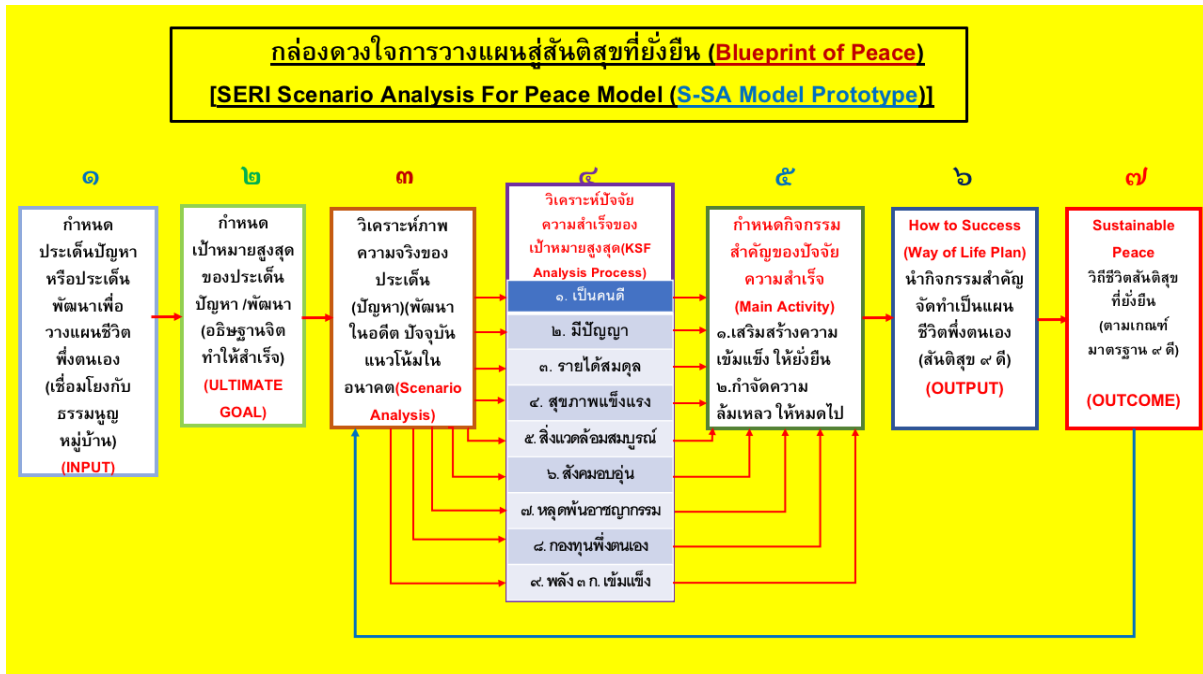 กล่องดวงใจการวางแผนสู่สันติสุขที่ยั่งยืน (Blueprint of Peace)
[SERI Scenario Analysis For Peace Model (S-SA Model Prototype)]
๑
กำหนด
ประเด็นปัญหา
หรือประเด็น
พัฒนาเพื่อ
วางแผนชีวิต
พึ่งตนเอง
(เชื่อมโยงกับ
ธรรมนูญ
หมู่บ้าน)
(INPUT)
๒
กำหนด
เป้าหมายสูงสุด
ของประเด็น
ปัญหา /พัฒนา
(อธิษฐานจิต
ทำให้สำเร็จ)
(ULTIMATE
GOAL)
๓
วิเคราะห์ภาพ
ความจริงของ
ประเด็น
(ปัญหา)(พัฒนา
ในอดีต ปัจจุบัน
แนวโน้มใน
อนาคต(Scenario
Analysis)
๔
วิเคราะห์ปัจจัย
ความสำเร็จของ
เป้าหมายสูงสุด(KSF
Analysis Process)
๑. เป็นคนดี
๒. มีปัญญา
๓. รายได้สมดุล
๔. สุขภาพแข็งแรง
๕. สิ่งแวดล้อมสมบูรณ์
๖. สังคมอบอุ่น
๗. หลุดพ้นอาชญากรรม
๘. กองทุนพึ่งตนเอง
๙. พลัง ๓ ก. เข้มแข็ง
๕
กำหนดกิจกรรม
สำคัญของปัจจัย
ความสำเร็จ
(Main Activity)
๑.เสริมสร้างความ
เข้มแข็ง ให้ยั่งยืน
๒.กำจัดความ
ล้มเหลว ให้หมดไป
๖
How to Success
(Way of Life Plan)
นำกิจกรรมสำคัญ
จัดทำเป็นแผน
ชีวิตพึ่งตนเอง
(สันติสุข ๙ ดี)
(OUTPUT)
๗
Sustainable
Peace
วิถีชีวิตสันติสุข
ที่ยั่งยืน
(ตามเกณฑ์
มาตรฐาน ๙ ดี)
(OUTCOME)